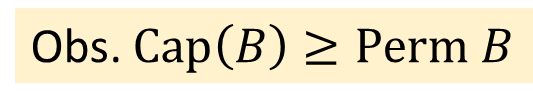 Obs. Cap(B) ≥ Perm B